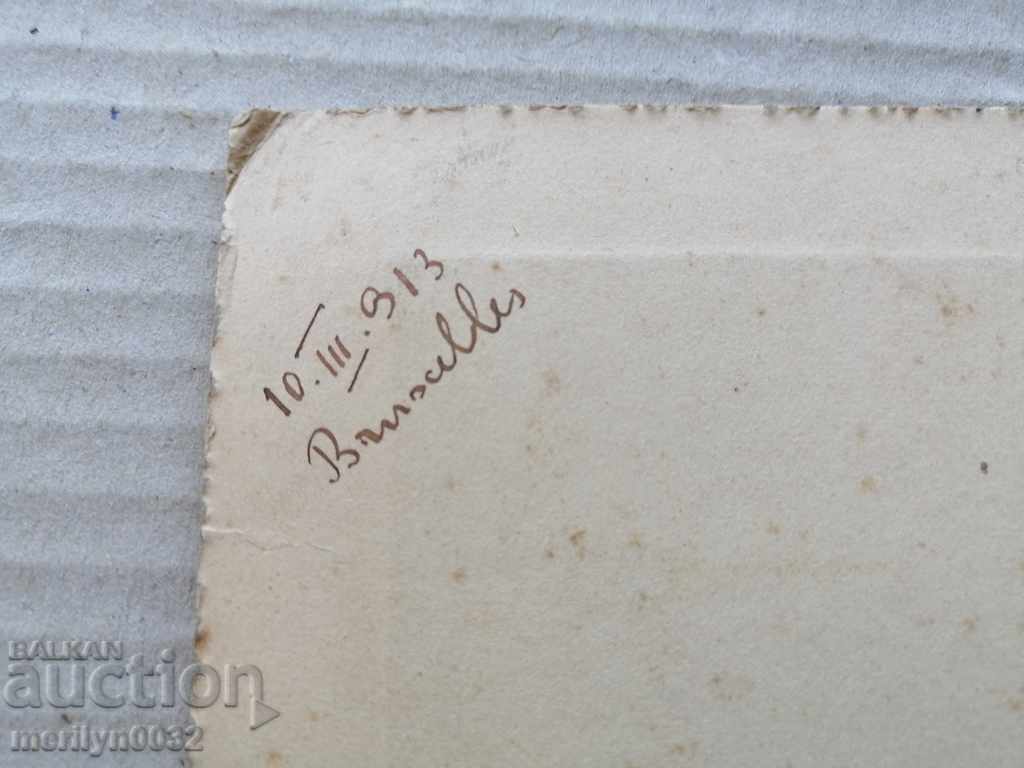 10.III.913
Bruxelles
BALKAN
auction
merilyn0032